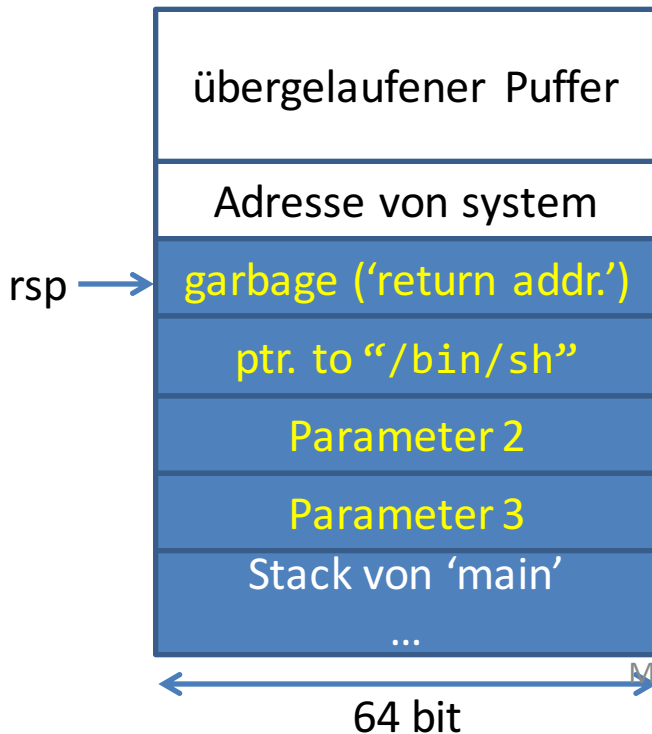 übergelaufener Puffer
Adresse von system
rsp
garbage (‘return addr.’)
ptr. to “/bin/sh”
Parameter 2
Parameter 3
Stack von ‘main’
…
M
64 bit